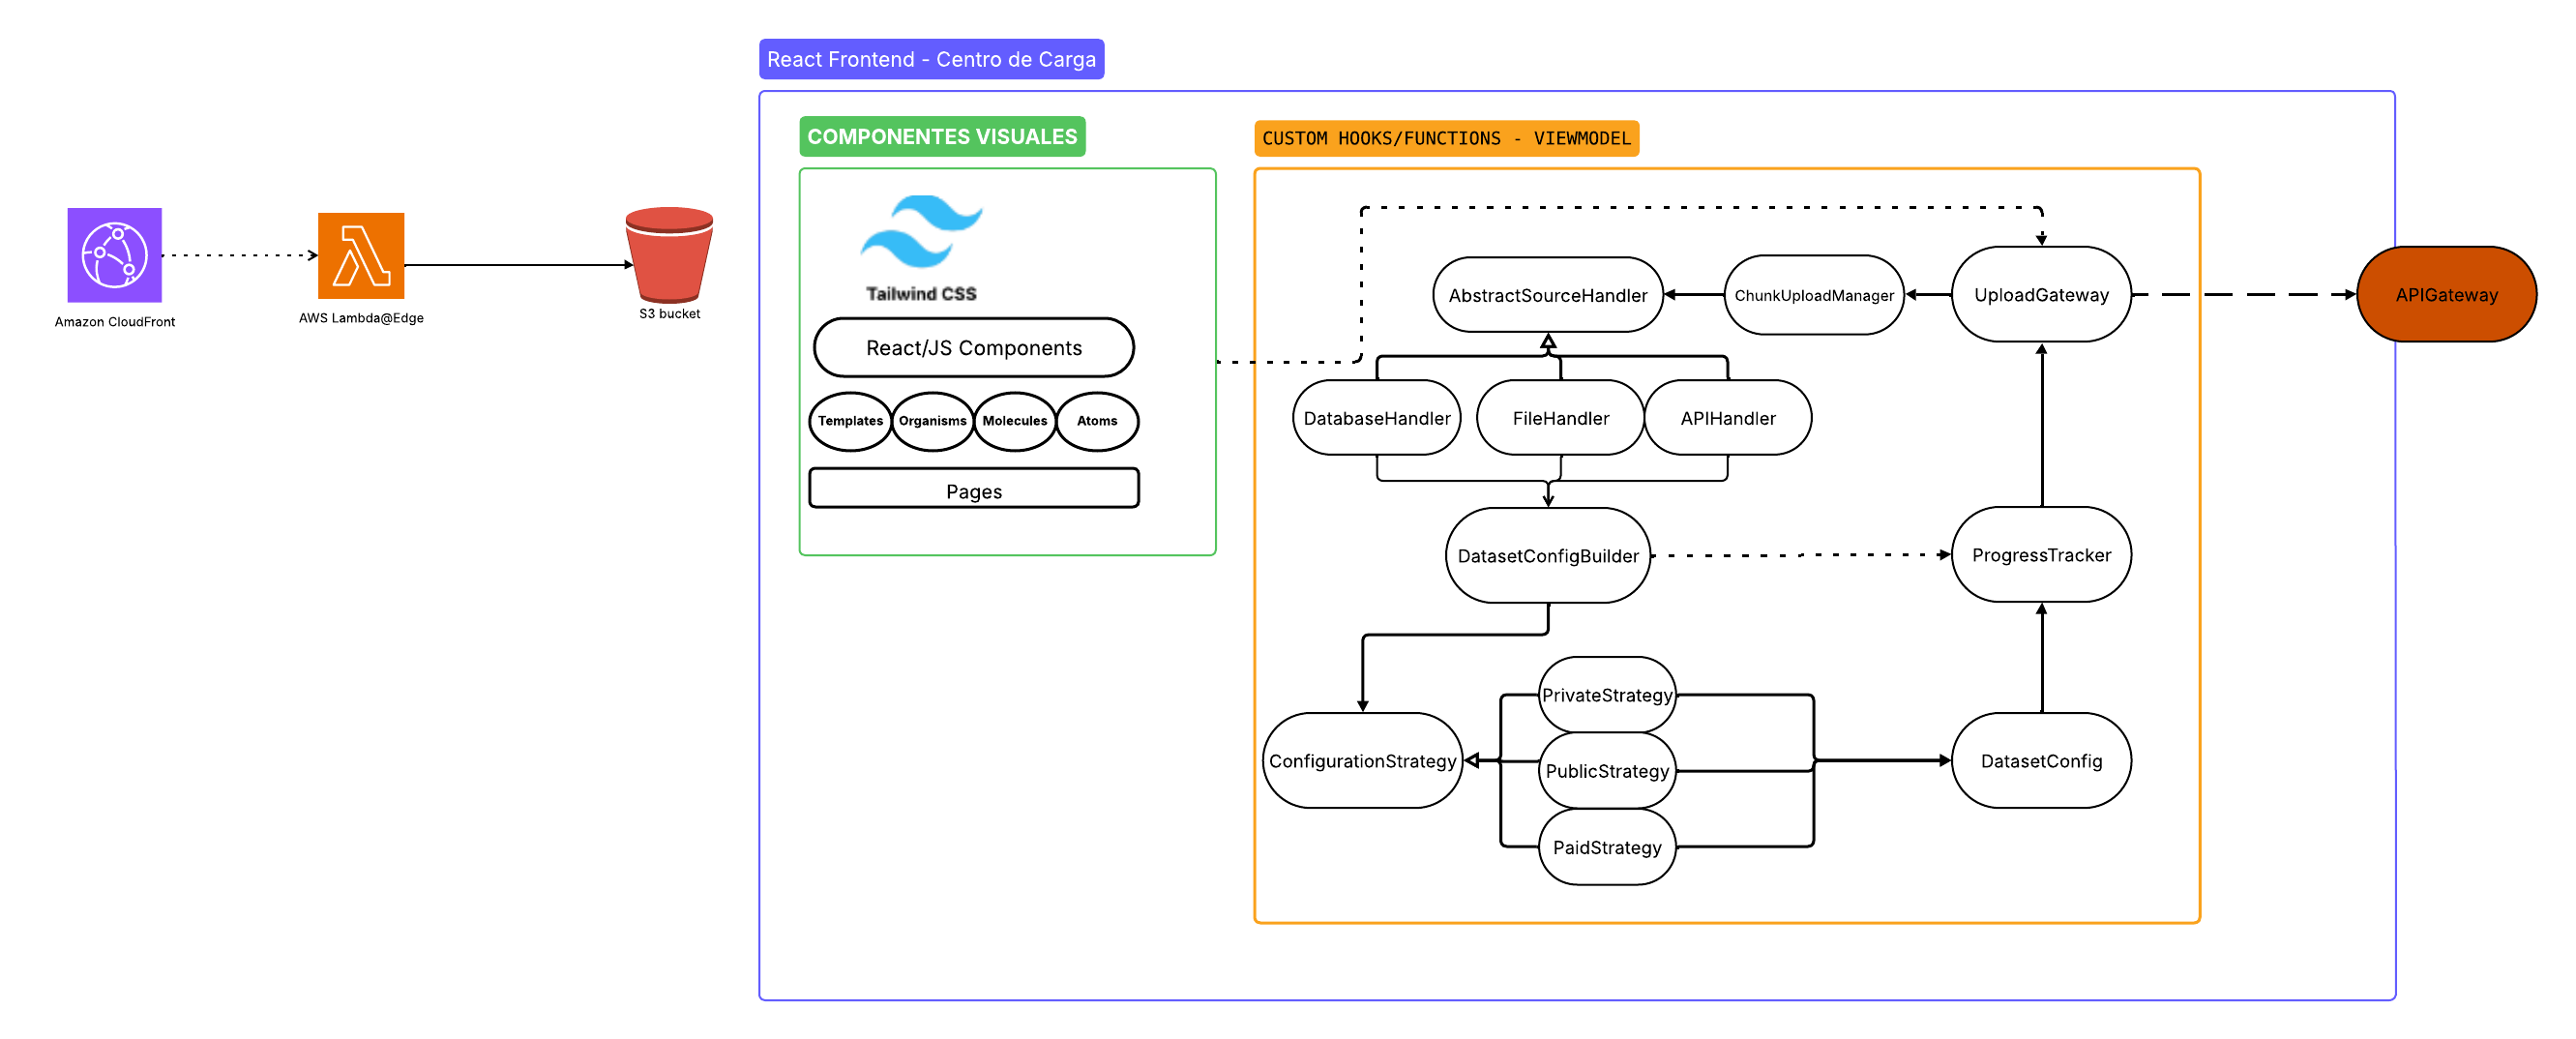 React Frontend - Centro de Carga
COMPONENTES VISUALES
CUSTOM HOOKS/FUNCTIONS - VIEWMODEL
Amazon CloudFront
AWS Lambda@Edge
S3 bucket
Tailwind CSS
React/JS Components
Templates
Organisms
Molecules
Atoms
Pages
AbstractSourceHandler
ChunkUploadManager
UploadGateway
APIGateway
DatabaseHandler
FileHandler
APIHandler
DatasetConfigBuilder
ProgressTracker
PrivateStrategy
ConfigurationStrategy
PublicStrategy
DatasetConfig
PaidStrategy